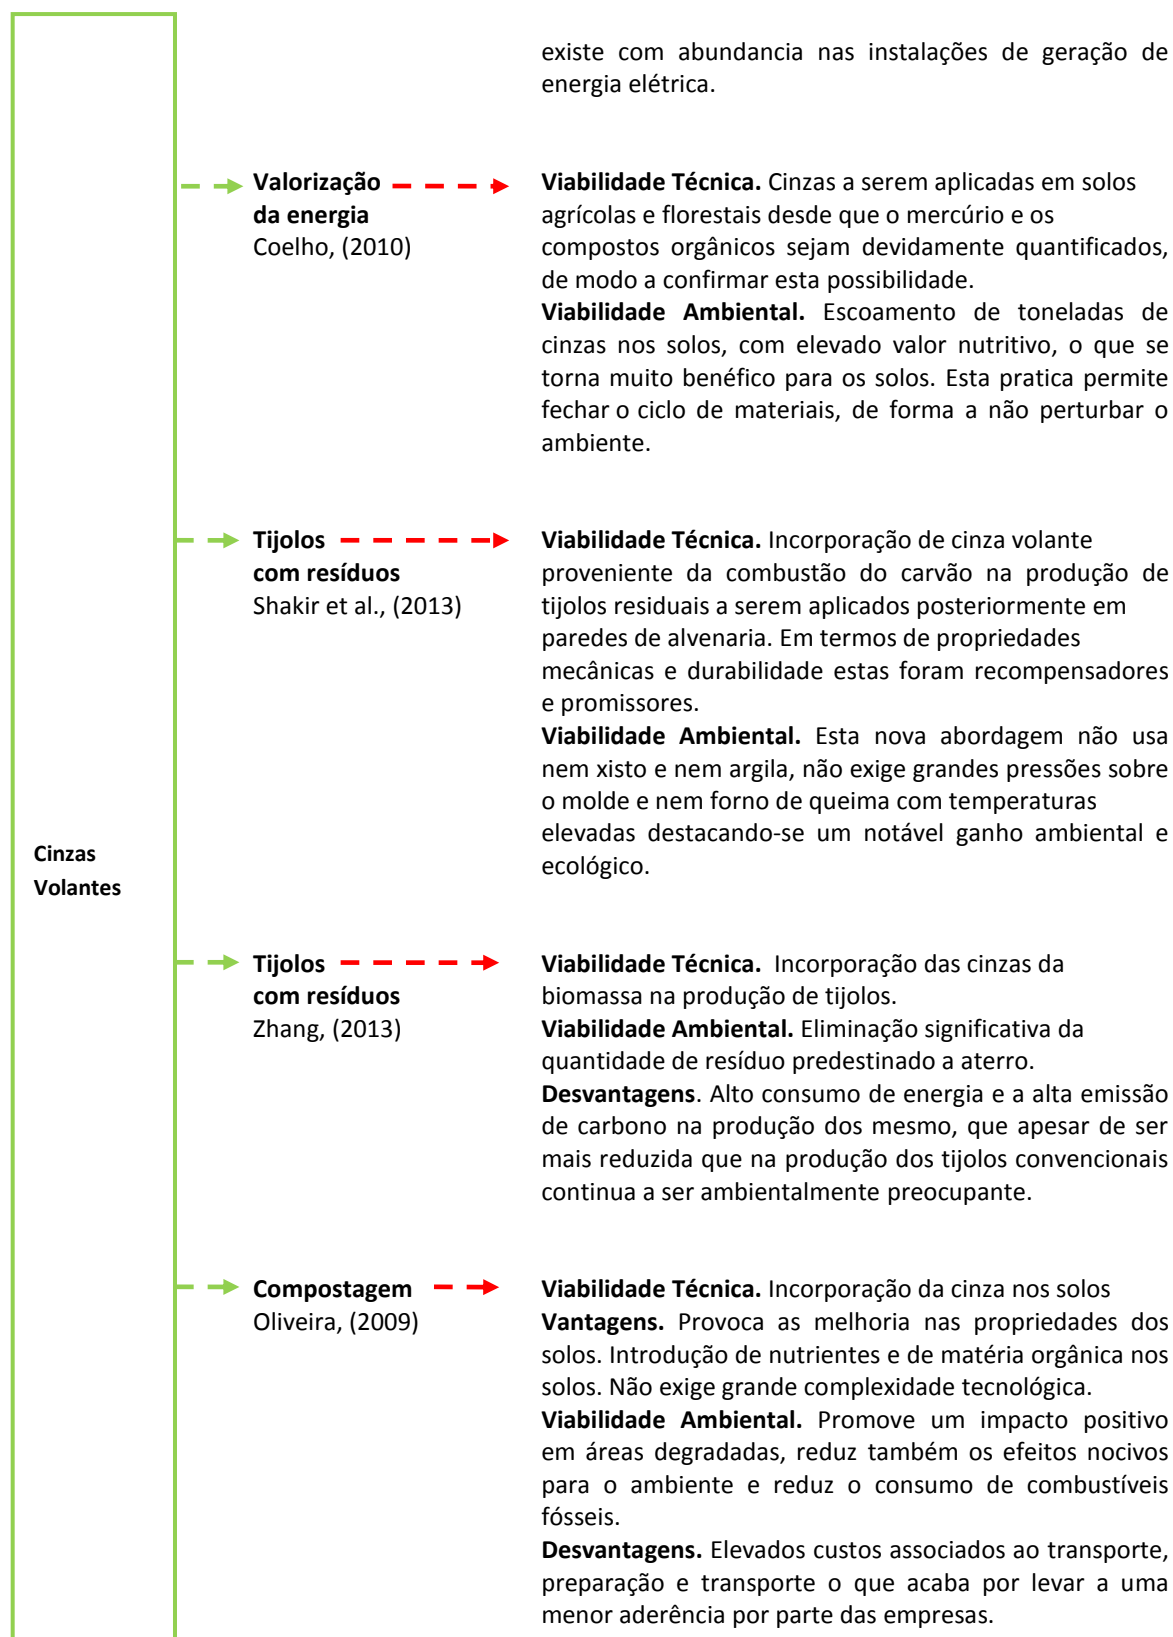 existe com abundancia nas instalações de geração de
energia elétrica.
Valorização
da energia
Coelho, (2010)
Viabilidade Técnica. Cinzas a serem aplicadas em solos
agrícolas e florestais desde que o mercúrio e os
compostos orgânicos sejam devidamente quantificados,
de modo a confirmar esta possibilidade.
Viabilidade Ambiental. Escoamento de toneladas de
cinzas nos solos, com elevado valor nutritivo, o que se
torna muito benéfico para os solos. Esta pratica permite
fechar o ciclo de materiais, de forma a não perturbar o
ambiente.
Tijolos
com resíduos
Shakir et al., (2013)
Viabilidade Técnica. Incorporação de cinza volante
proveniente da combustão do carvão na produção de
tijolos residuais a serem aplicados posteriormente em
paredes de alvenaria. Em termos de propriedades
mecânicas e durabilidade estas foram recompensadores
e promissores.
Viabilidade Ambiental. Esta nova abordagem não usa
nem xisto e nem argila, não exige grandes pressões sobre
o molde e nem forno de queima com temperaturas
elevadas destacando-se um notável ganho ambiental e
ecológico.
Cinzas
Volantes
Tijolos
com resíduos
Zhang, (2013)
Viabilidade Técnica. Incorporação das cinzas da
biomassa na produção de tijolos.
Viabilidade Ambiental. Eliminação significativa da
quantidade de resíduo predestinado a aterro.
Desvantagens. Alto consumo de energia e a alta emissão
de carbono na produção dos mesmo, que apesar de ser
mais reduzida que na produção dos tijolos convencionais
continua a ser ambientalmente preocupante.
Compostagem
Oliveira, (2009)
Viabilidade Técnica. Incorporação da cinza nos solos
Vantagens. Provoca as melhoria nas propriedades dos
solos. Introdução de nutrientes e de matéria orgânica nos
solos. Não exige grande complexidade tecnológica.
Viabilidade Ambiental. Promove um impacto positivo
em áreas degradadas, reduz também os efeitos nocivos
para o ambiente e reduz o consumo de combustíveis
fósseis.
Desvantagens. Elevados custos associados ao transporte,
preparação e transporte o que acaba por levar a uma
menor aderência por parte das empresas.